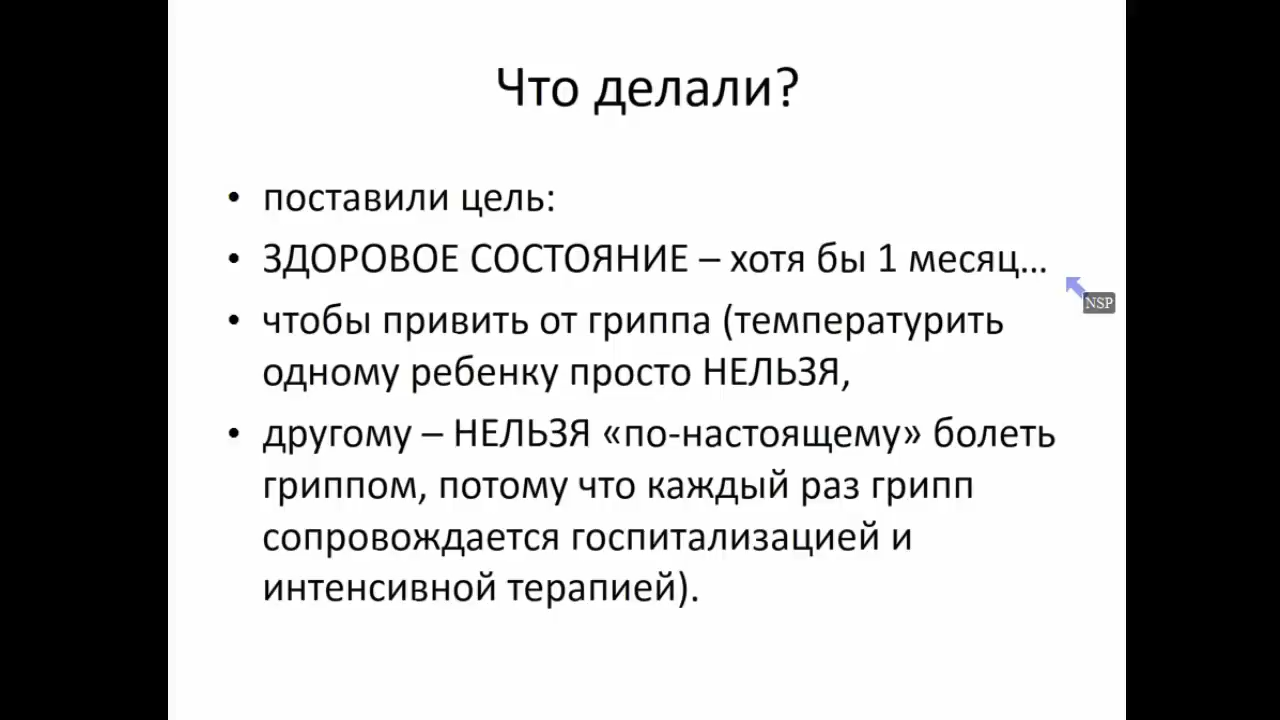 Что делали?
• поставили цель:
• ЗДОРОВОЕ СОСТОЯНИЕ – хотя бы 1 месяц…
NSP
• чтобы привить от гриппа (температурить
одному ребенку просто НЕЛЬЗЯ,
• другому – НЕЛЬЗЯ «по-настоящему» болеть
гриппом, потому что каждый раз грипп
сопровождается госпитализацией и
интенсивной терапией).